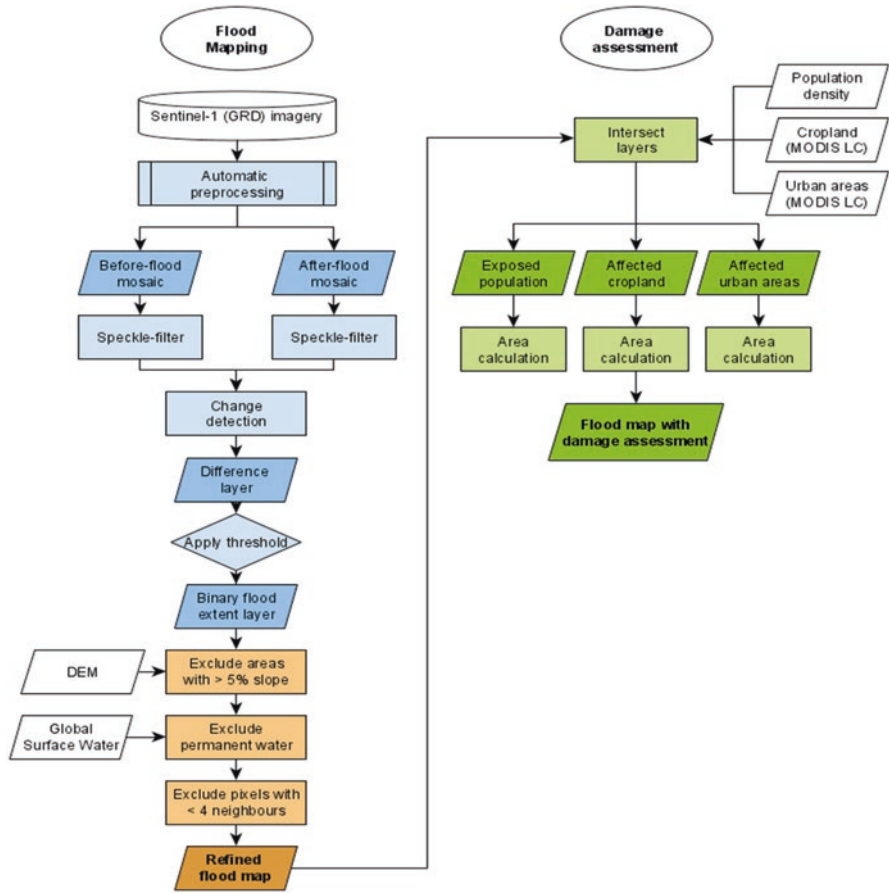 Flood
Mapping
Sentinel-1 (GRD) imagery
Automatic
preprocessing
Before-flood
mosaic
After-flood
mosaic
Speckle-filter
Speckle-filter
Change
detection
Difference
layer
Apply threshold
Binary flood
extent layer
DEM
Exclude areas
with > 5% slope
Global
Surface Water
Exclude
permanent water
Exclude pixels with
< 4 neighbours
Refined
flood map
Damage
assessment
Population
density
Intersect
layers
Cropland
(MODIS LC)
Urban areas
(MODIS LC)
Exposed
population
Affected
cropland
Affected
urban areas
Area
calculation
Area
calculation
Area
calculation
Flood map with
damage assessment